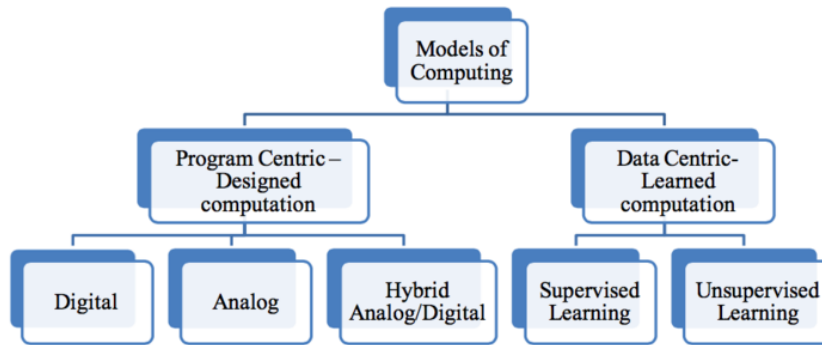 Models of
Computing
Program Centric –
Designed
computation
Data Centric-
Learned
computation
Digital
Analog
Hybrid
Analog/Digital
Supervised
Learning
Unsupervised
Learning